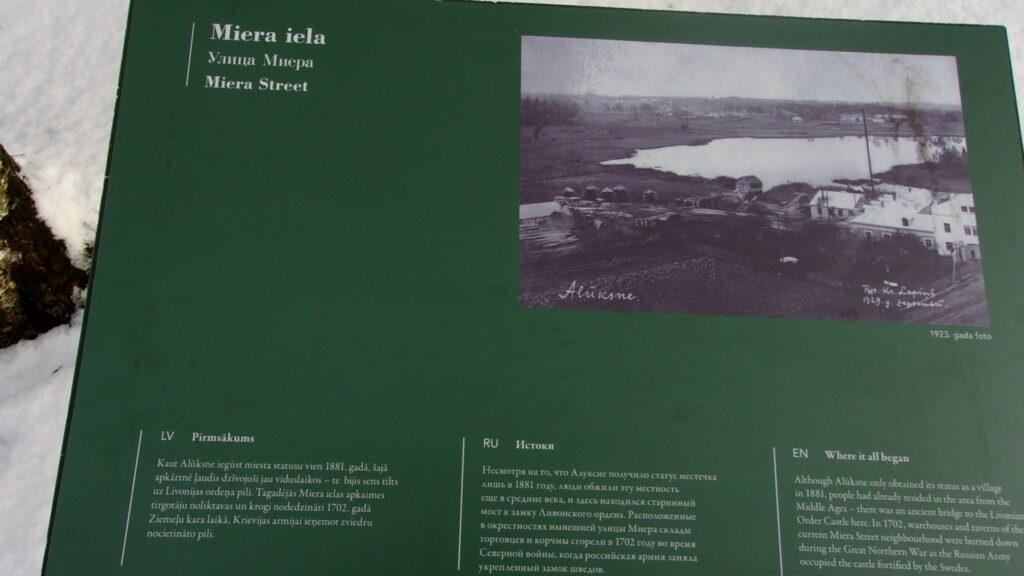 Miera iela
Улица Миера
Miera Street
Alūksne
1929. g.
1923. gada foto
LV Pirmsākums
Kaut Alūksne iegūst miesta statusu vien 1881. gadā, šajā
apkārtnē ļaudis dzīvojuši jau viduslaikos – te bijis sens tilts
uz Livonijas ordeņa pili. Tagadējās Miera ielas apkaimes
tirgotāju noliktavas un krogi nodedzināti 1702. gadā
Ziemeļu kara laikā, Krievijas armijai ieņemot zviedru
nocietināto pili.
RU Истоки
Несмотря на то, что Алуксне получило статус местечка
лишь в 1881 году, люди обжили эту местность
еще в средние века, и здесь находился старинный
мост к замку Ливонского ордена. Расположенные
в окрестностях нынешней улицы Миера склады
торговцев и корчмы сгорели в 1702 году во время
Северной войны, когда российская армия заняла
укрепленный замок шведов.
EN Where it all began
Although Alūksne only obtained its status as a village
in 1881, people had already resided in the area from the
Middle Ages – there was an ancient bridge to the Livonian
Order Castle here. In 1702, warehouses and taverns of the
current Miera Street neighbourhood were burned down
during the Great Northern War as the Russian Army
occupied the castle fortified by the Swedes.